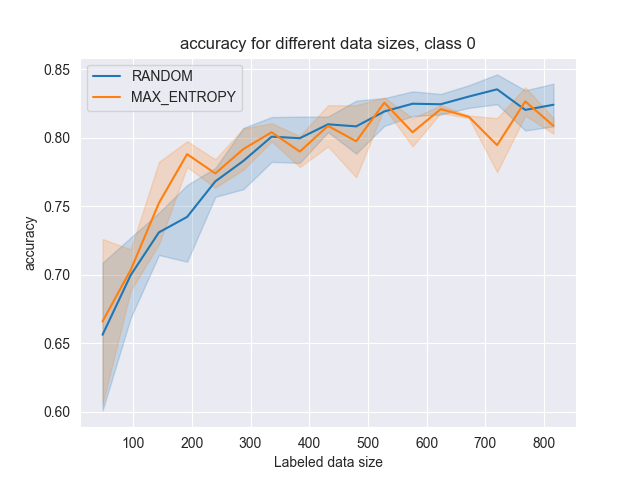 accuracy for different data sizes, class 0
RANDOM
MAX_ENTROPY
accuracy
0.85
0.80
0.75
0.70
0.65
0.60
100 200 300 400 500 600 700 800
Labeled data size